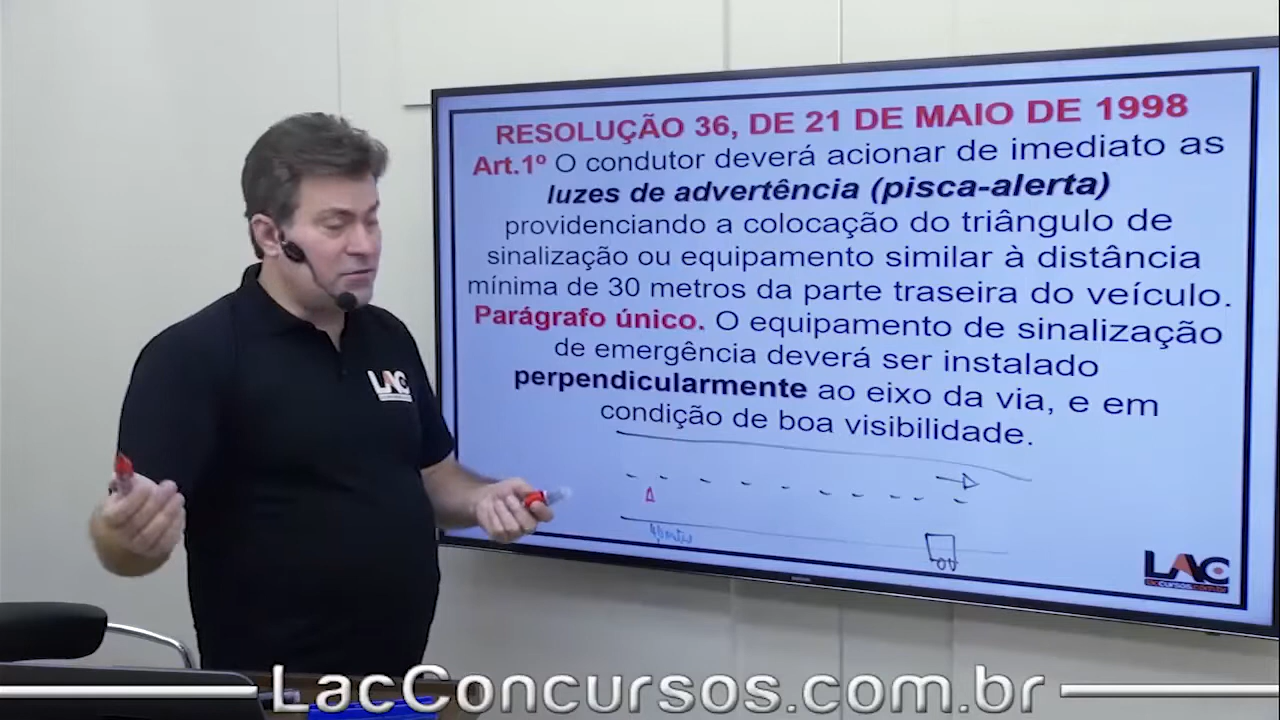 RESOLUÇÃO 36, DE 21 DE MAIO DE 1998
Art.1º O condutor deverá acionar de imediato as
luzes de advertência (pisca-alerta)
providenciando a colocação do triângulo de
sinalização ou equipamento similar à distância
mínima de 30 metros da parte traseira do veículo.
Parágrafo único. O equipamento de sinalização
de emergência deverá ser instalado
perpendicularmente ao eixo da via, e em
condição de boa visibilidade.
LAC
LAC
laccursos.com.br
LacConcursos.com.br